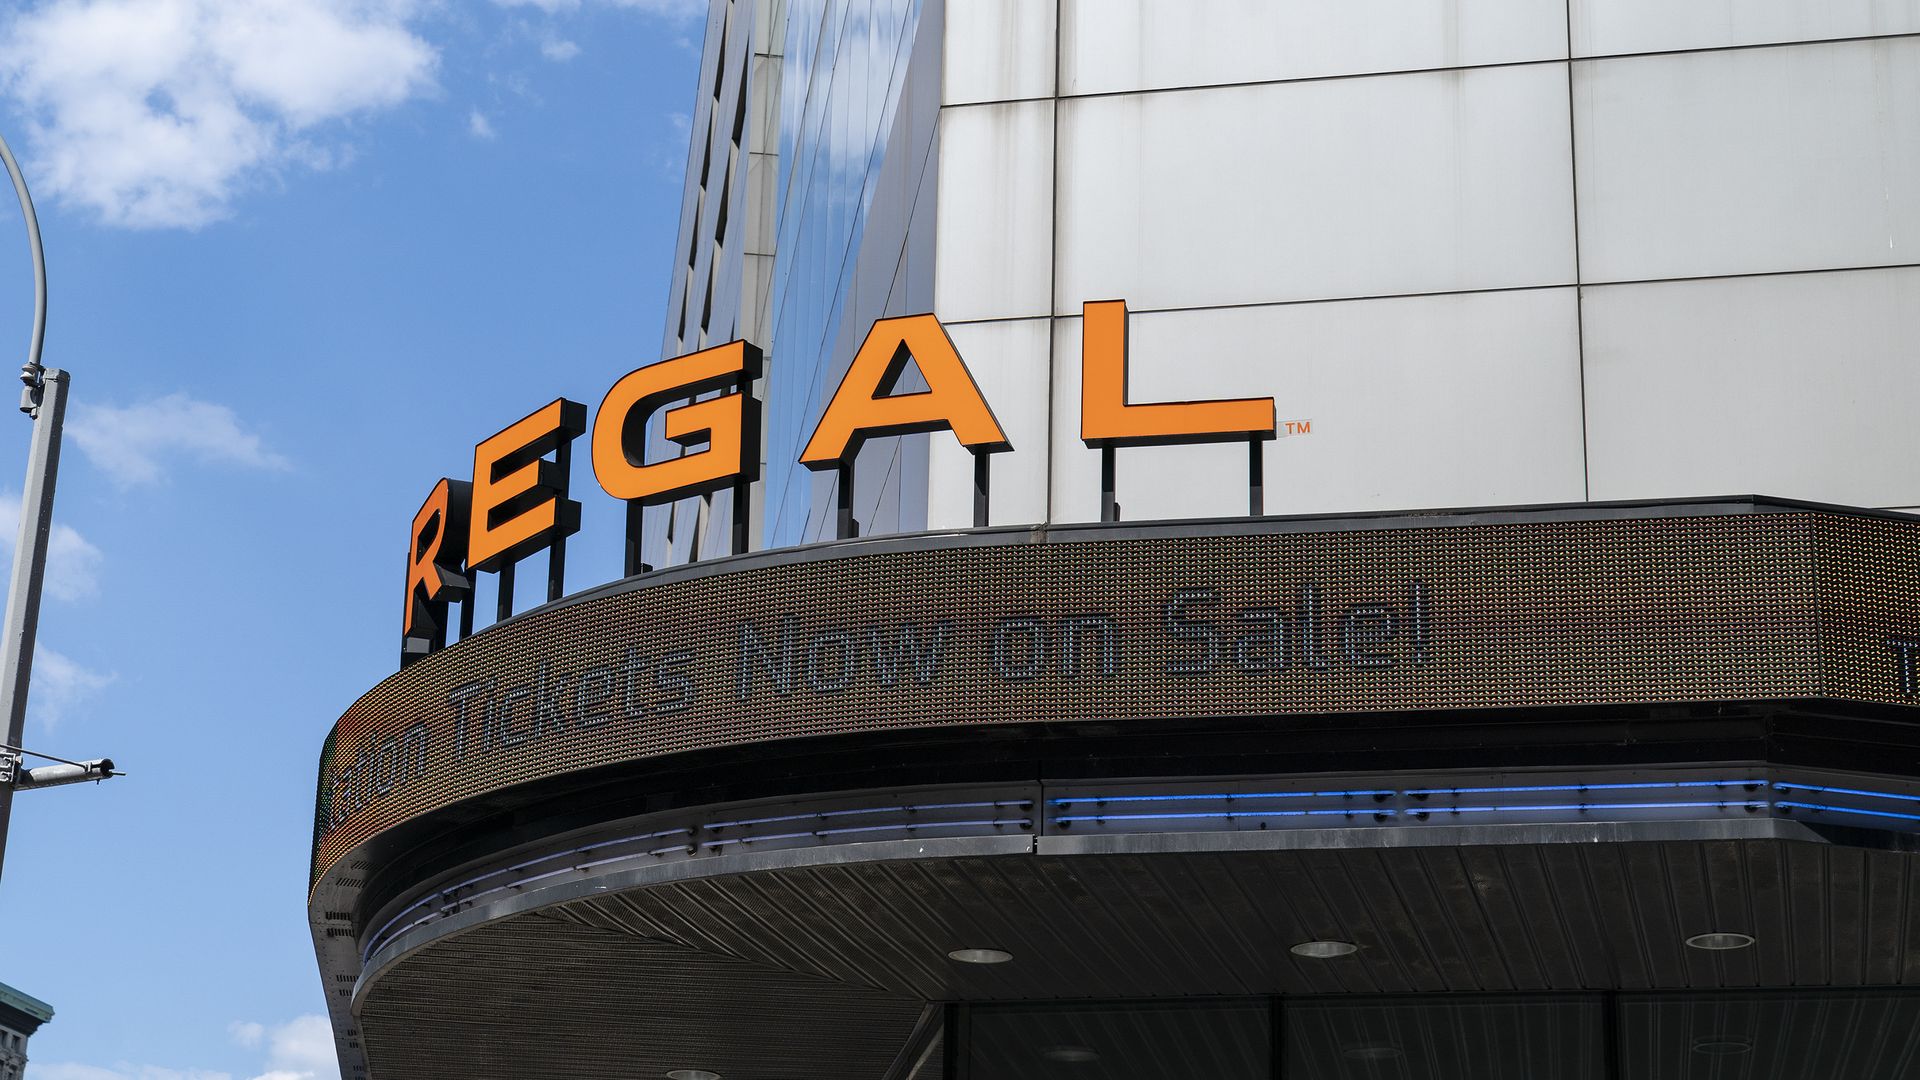 REGAL™
Tickets Now on Sale!